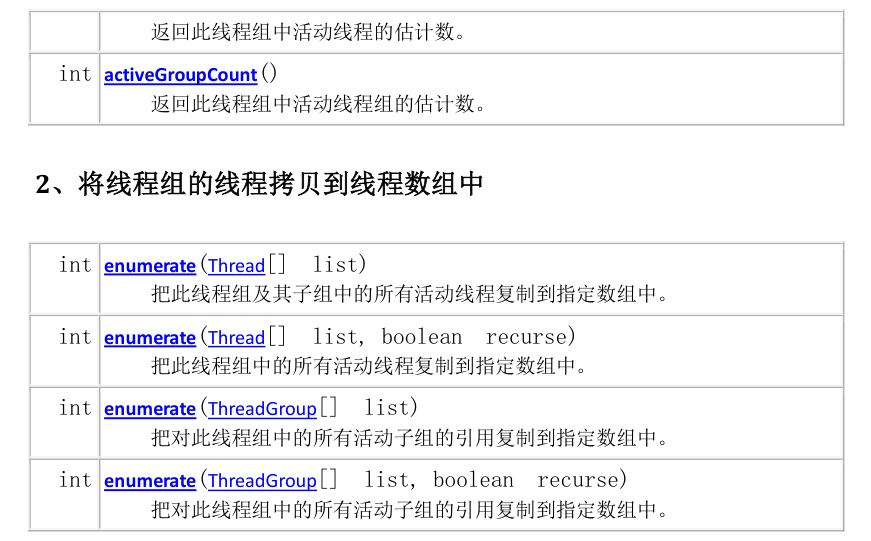 返回此线程组中活动线程的估计数。
int activeGroupCount()
返回此线程组中活动线程组的估计数。
2、将线程组的线程拷贝到线程数组中
int enumerate(Thread[] list)
把此线程组及其子组中的所有活动线程复制到指定数组中。
int enumerate(Thread[] list, boolean recurse)
把此线程组中的所有活动线程复制到指定数组中。
int enumerate(ThreadGroup[] list)
把对此线程组中的所有活动子组的引用复制到指定数组中。
int enumerate(ThreadGroup[] list, boolean recurse)
把对此线程组中的所有活动子组的引用复制到指定数组中。